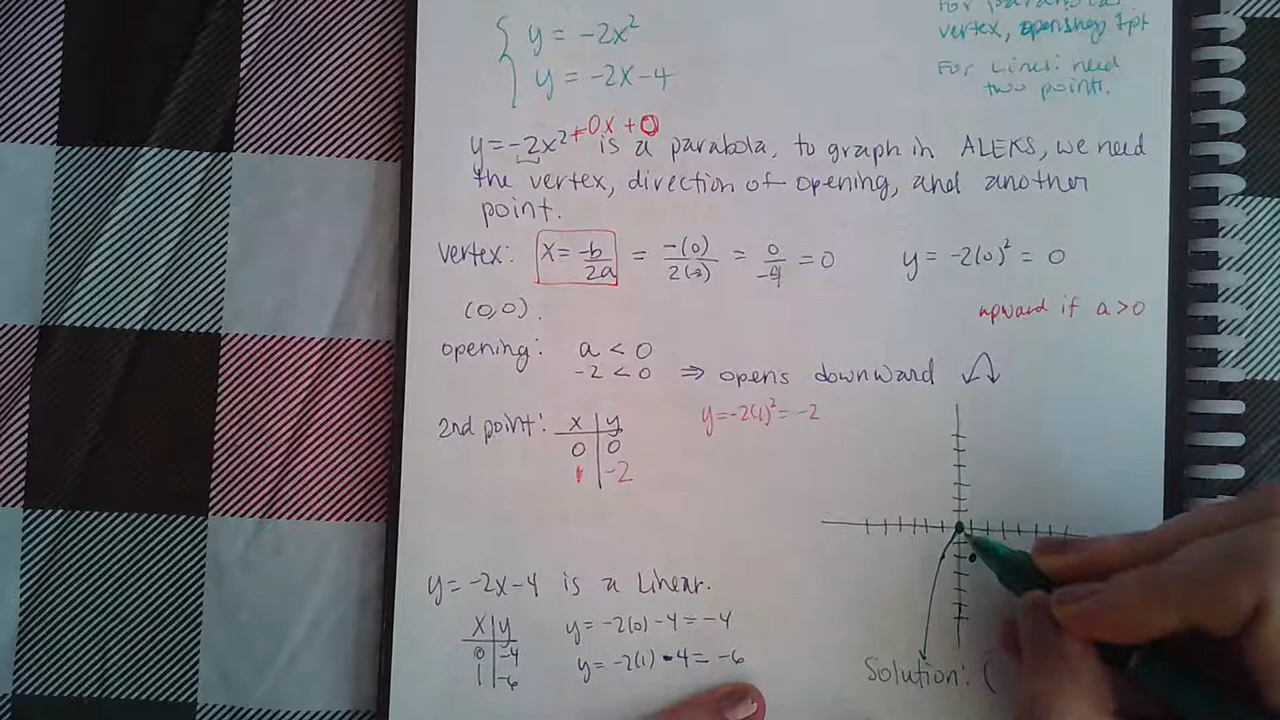 For
vertex, opening 1pt
For Lines: need
two point.
{ y = -2x²
y = -2x-4
y=-2x²+0x+0 is a parabola, to graph in ALEKS, we need
the vertex, direction of opening, and another
point.
vertex: x = -b/2a = -(0)/2(-2) = 0/-4 = 0 y = -2(0)² = 0
(0,0).
upward if a > 0
opening: a < 0
-2 < 0 ⇒ opens downward
2nd point: x | y y=-2(1)² = -2
0 | 0
1 | -2
y = -2x-4 is a Linear.
x | y y = -2(0) - 4 = -4
0 | -4
1 | -6 y = -2(1) - 4 = -6
Solution: (